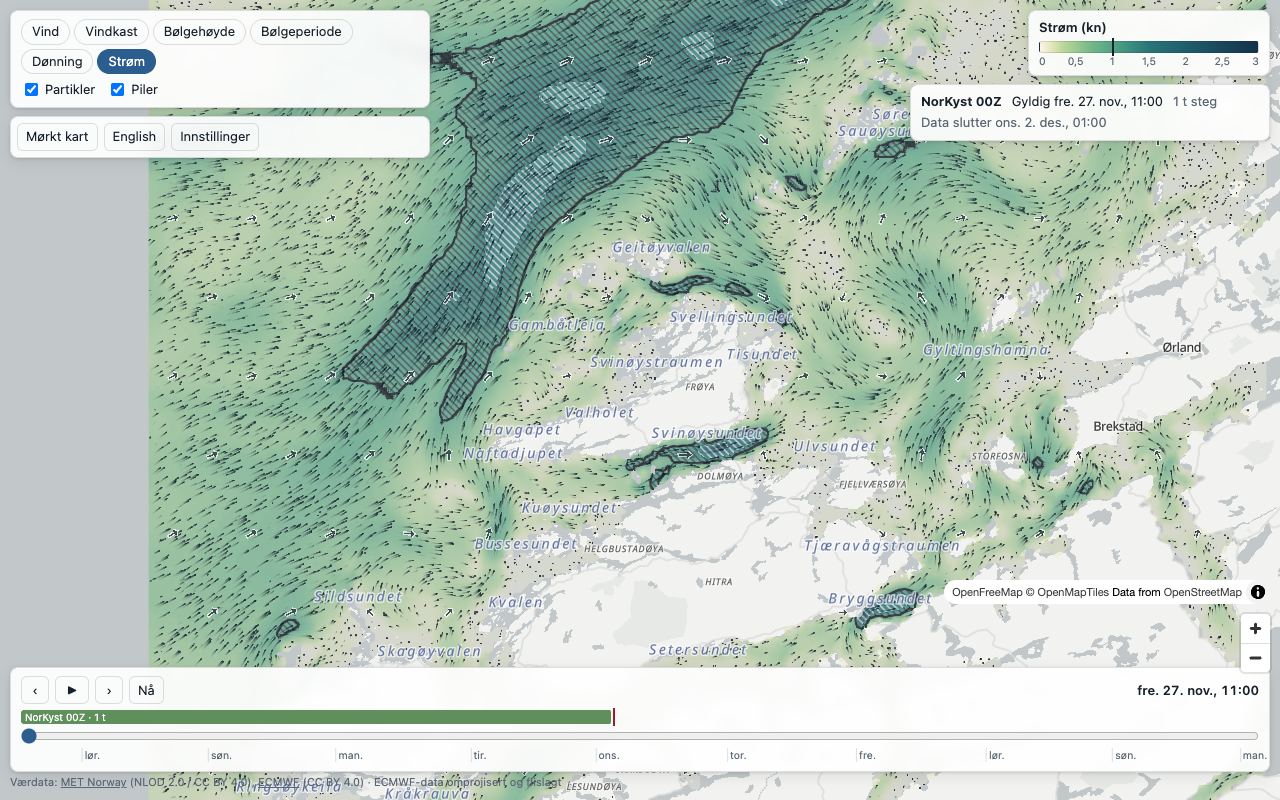 Vind Vindkast Bølgehøyde Bølgeperiode
Dønning Strøm
Partikler Piler
Mørkt kart English Innstillinger
Strøm (kn)
0 0,5 1 1,5 2 2,5 3
NorKyst 00Z Gyldig fre. 27. nov., 11:00 1 t steg
Data slutter ons. 2. des., 01:00
Gejtøyvalen
Svellingsundet
Gambåtleia
Svinøystraumen
Tisundet
Gyltingshamna
Ørland
FRØYA
Valholet
Havgapet
Svinøysundet
Naftadjupet
Ulvsundet
Brekstad
STORFOSNA
DOLMØYA
FJELLVÆRSØYA
Kuøysundet
Bussesundet
HELGBUSTADØYA
Tjæravågstraumen
HITRA
Sildsundet
Kvalen
Bryggsundet
OpenFreeMap © OpenMapTiles Data from OpenStreetMap
Skagøyvalen
Setersundet
Nå
fre. 27. nov., 11:00
NorKyst 00Z · 1 t
lør. søn. man. tir. ons. tor. fre. lør. søn. man.
Værdata: MET Norway (NLOD 2.0 / CC BY 4.0) · ECMWF (CC BY 4.0) · ECMWF-data omprojisert og flislagt
Kråkrauva